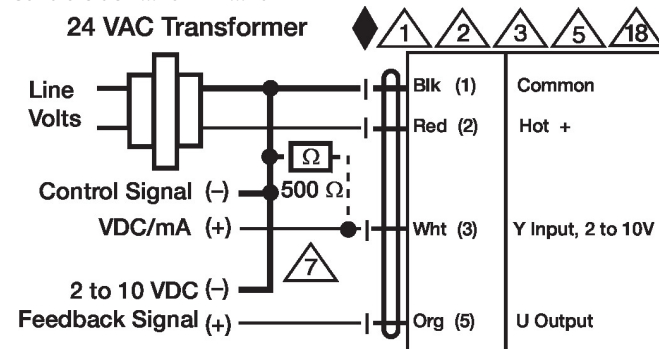 24 VAC Transformer
1 2 3 5 18
Line
Volts
Blk (1) Common
Red (2) Hot +
Ω
500 Ω
Control Signal (–)
VDC/mA (+)
Wht (3) Y Input, 2 to 10V
7
2 to 10 VDC (–)
Feedback Signal (+)
Org (5) U Output